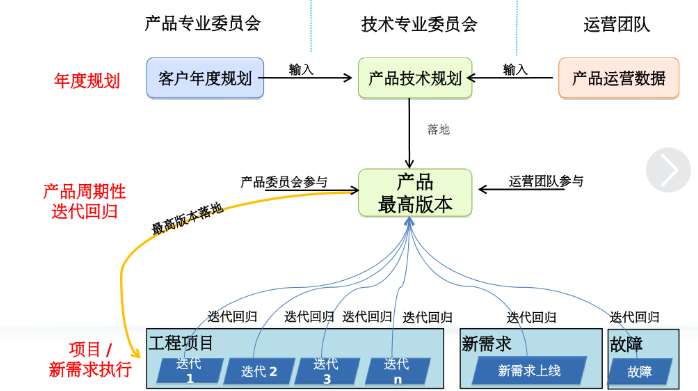 产品专业委员会
技术专业委员会
运营团队
年度规划
客户年度规划
输入
产品技术规划
输入
产品运营数据
落地
产品周期性
迭代回归
产品委员会参与
产品
最高版本
运营团队参与
最高版本落地
迭代回归
迭代回归
迭代回归
迭代回归
迭代回归
迭代回归
项目 /
新需求执行
工程项目
迭代
1
迭代 2
迭代
3
迭代
n
新需求
新需求上线
故障
故障